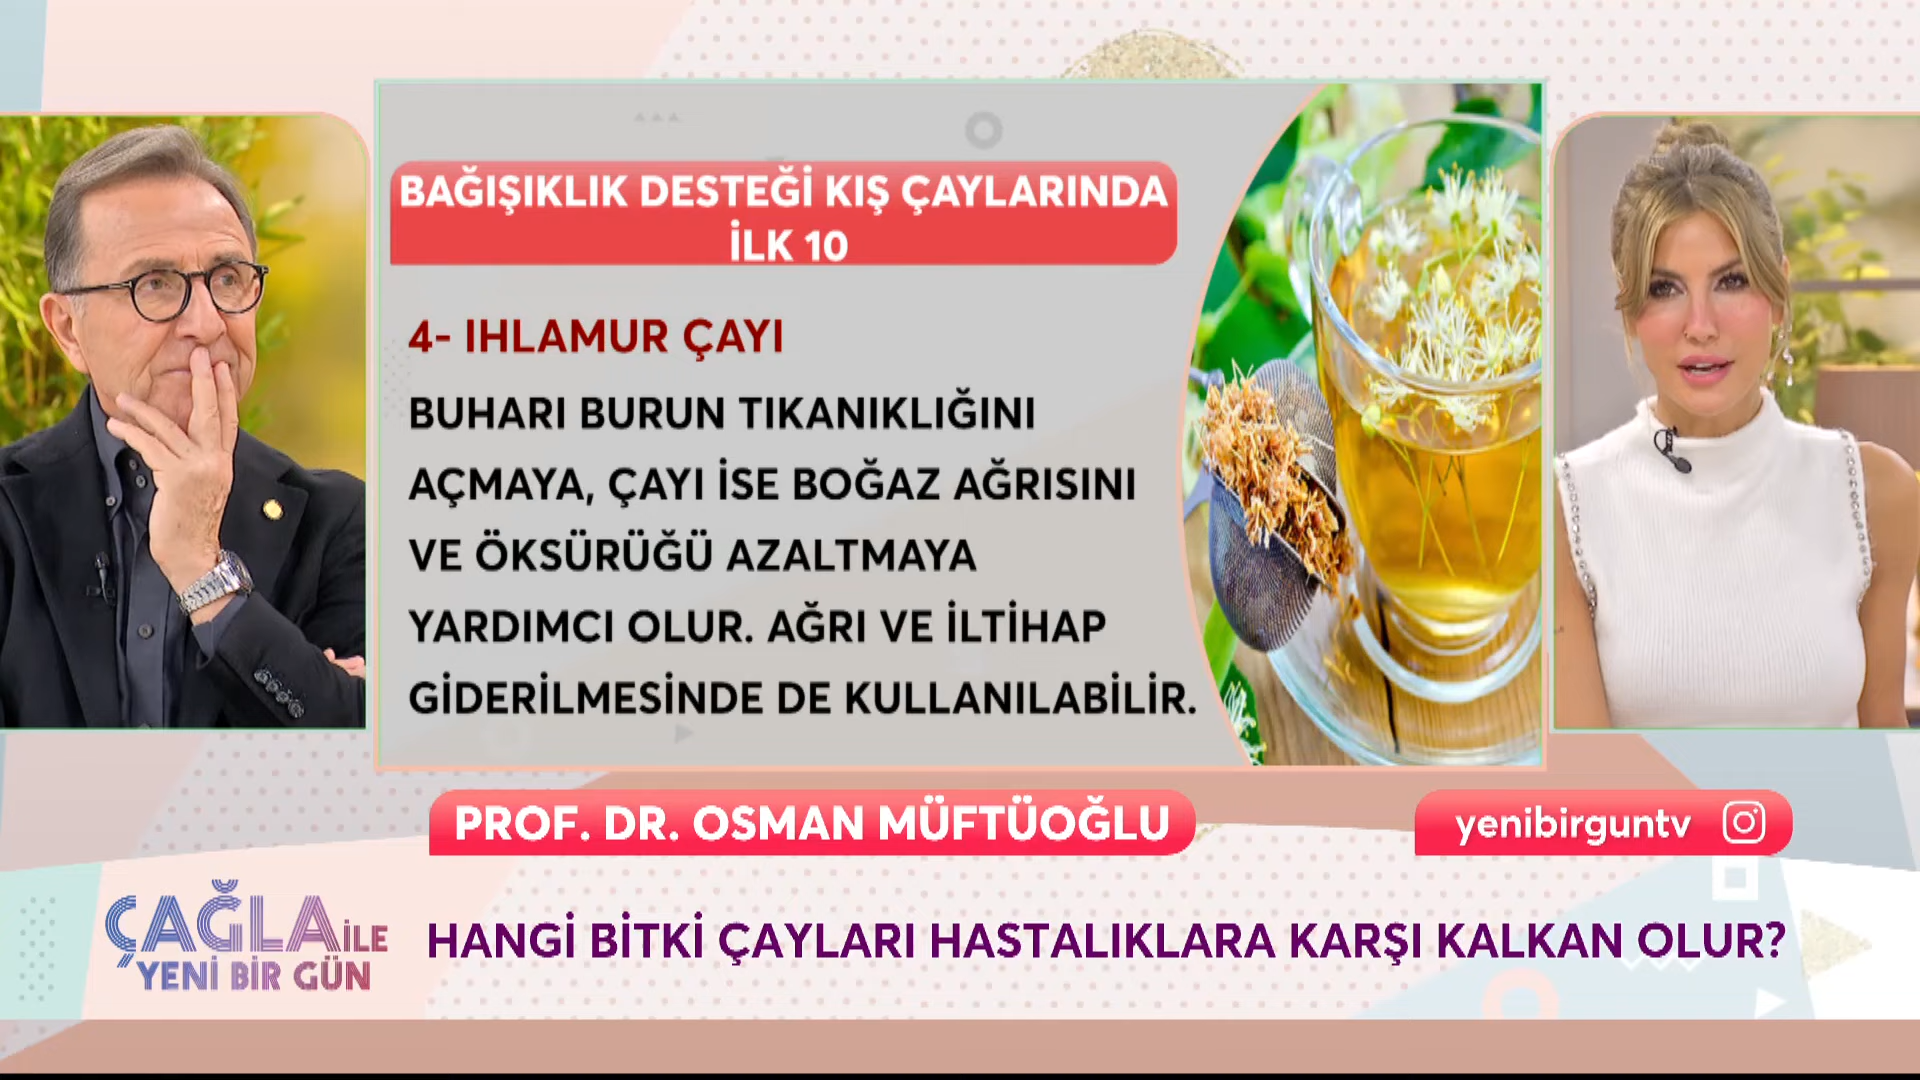 BAĞIŞIKLIK DESTEĞİ KIŞ ÇAYLARINDA
İLK 10
4- IHLAMUR ÇAYI
BUHARI BURUN TIKANIKLIĞINI
AÇMAYA, ÇAYI İSE BOĞAZ AĞRISINI
VE ÖKSÜRÜĞÜ AZALTMAYA
YARDIMCI OLUR. AĞRI VE İLTİHAP
GİDERİLMESİNDE DE KULLANILABİLİR.
PROF. DR. OSMAN MÜFTÜOĞLU
yenibirguntv
ÇAĞLA İLE
YENİ BİR GÜN
HANGİ BİTKİ ÇAYLARI HASTALIKLARA KARŞI KALKAN OLUR?